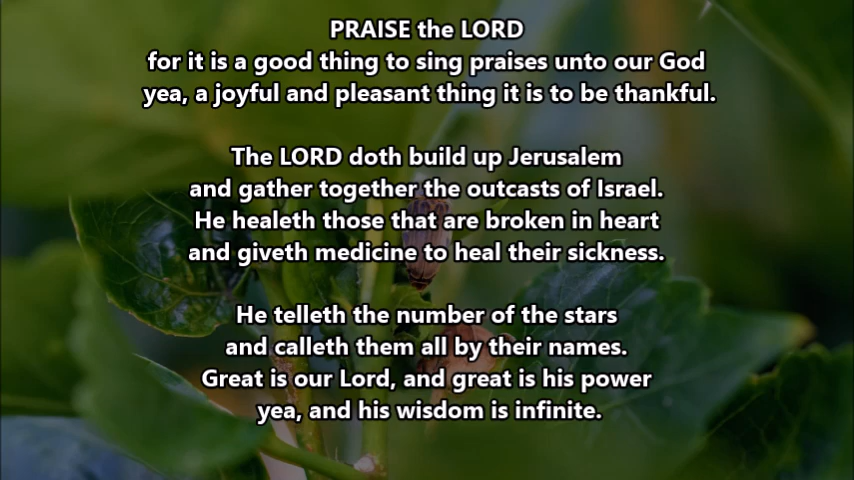 PRAISE the LORD
for it is a good thing to sing praises unto our God
yea, a joyful and pleasant thing it is to be thankful.
The LORD doth build up Jerusalem
and gather together the outcasts of Israel.
He healeth those that are broken in heart
and giveth medicine to heal their sickness.
He telleth the number of the stars
and calleth them all by their names.
Great is our Lord, and great is his power
yea, and his wisdom is infinite.